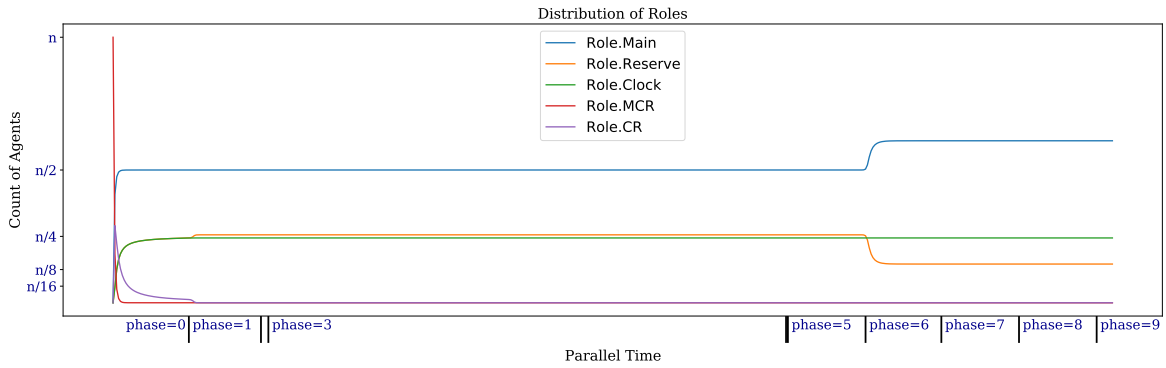 Distribution of Roles
Count of Agents
n
n/2
n/4
n/8
n/16
Role.Main
Role.Reserve
Role.Clock
Role.MCR
Role.CR
phase=0 phase=1 phase=3 phase=5 phase=6 phase=7 phase=8 phase=9
Parallel Time